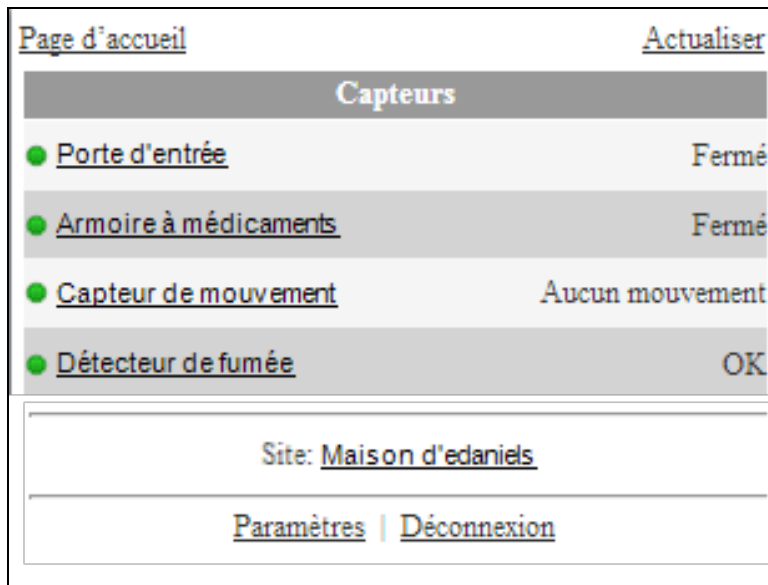 Page d'accueil Actualiser
Capteurs
Porte d'entrée Fermé
Armoire à médicaments Fermé
Capteur de mouvement Aucun mouvement
Détecteur de fumée OK
Site: Maison d'edaniels
Paramètres | Déconnexion